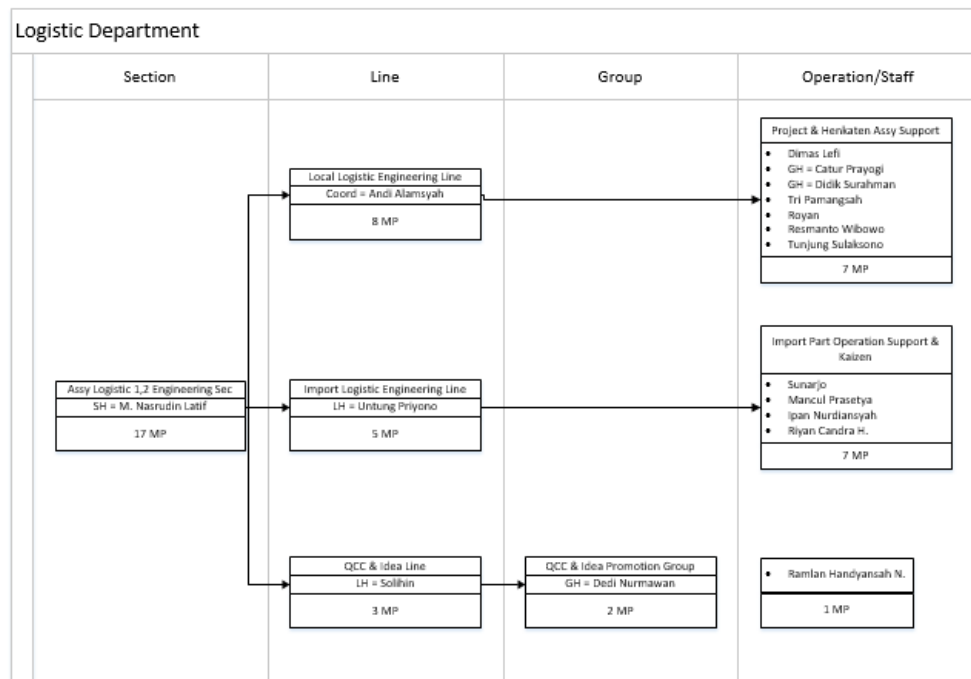 Logistic Department
Section
Line
Group
Operation/Staff
Project & Henkaten Assy Support
• Dimas Lefi
• GH = Catur Prayogi
• GH = Didik Surahman
• Tri Pamangsah
• Royan
• Resmanto Wibowo
• Tunjung Sulaksono
7 MP
Local Logistic Engineering Line
Coord = Andi Alamsyah
8 MP
Import Part Operation Support &
Kaizen
• Sunarjo
• Mancul Prasetya
• Ipan Nurdiansyah
• Riyan Candra H.
7 MP
Assy Logistic 1,2 Engineering Sec
SH = M. Nasrudin Latif
17 MP
Import Logistic Engineering Line
LH = Untung Priyono
5 MP
QCC & Idea Line
LH = Solihin
3 MP
QCC & Idea Promotion Group
GH = Dedi Nurmawan
2 MP
• Ramlan Handyansah N.
1 MP